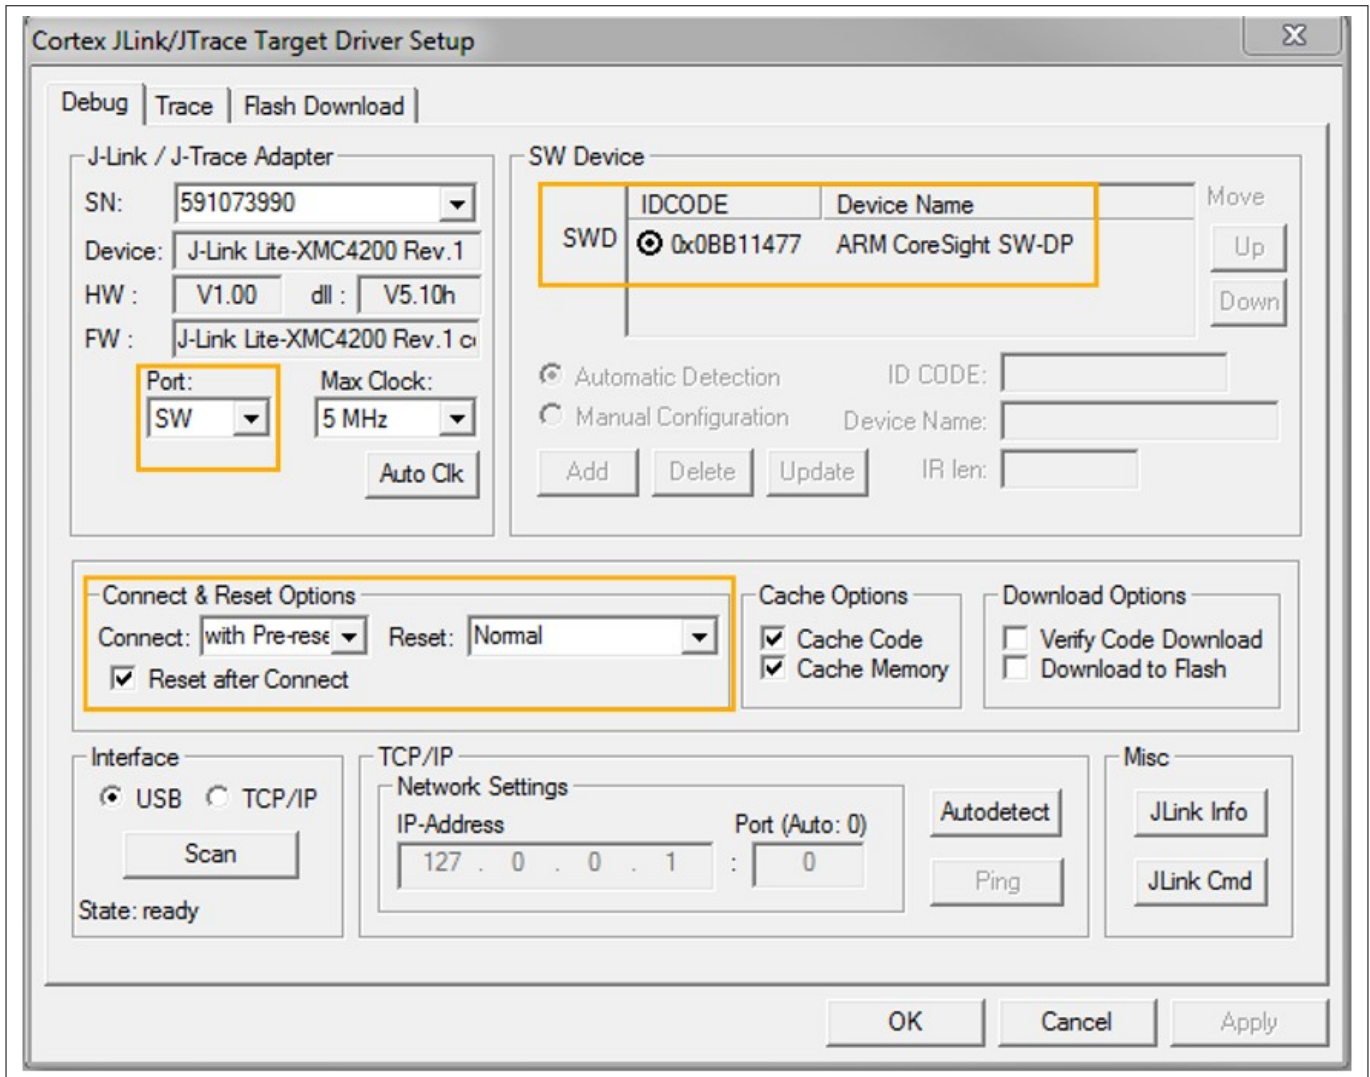 Cortex JLink/JTrace Target Driver Setup
Debug Trace Flash Download
J-Link / J-Trace Adapter
SN: 591073990
Device: J-Link Lite-XMC4200 Rev.1
HW : V1.00 dll : V5.10h
FW : J-Link Lite-XMC4200 Rev.1
Port: Max Clock:
SW 5 MHz
Auto Clk
SW Device
IDCODE Device Name Move
SWD 0x0BB11477 ARM CoreSight SW-DP Up
Down
Automatic Detection ID CODE:
Manual Configuration Device Name:
Add Delete Update IR len:
Connect & Reset Options
Connect: with Pre-rese Reset: Normal
Reset after Connect
Cache Options
Cache Code
Cache Memory
Download Options
Verify Code Download
Download to Flash
Interface
USB TCP/IP
Scan
State: ready
TCP/IP
Network Settings
IP-Address Port (Auto: 0)
127 . 0 . 0 . 1 : 0
Autodetect
Ping
Misc
JLink Info
JLink Cmd
OK Cancel Apply